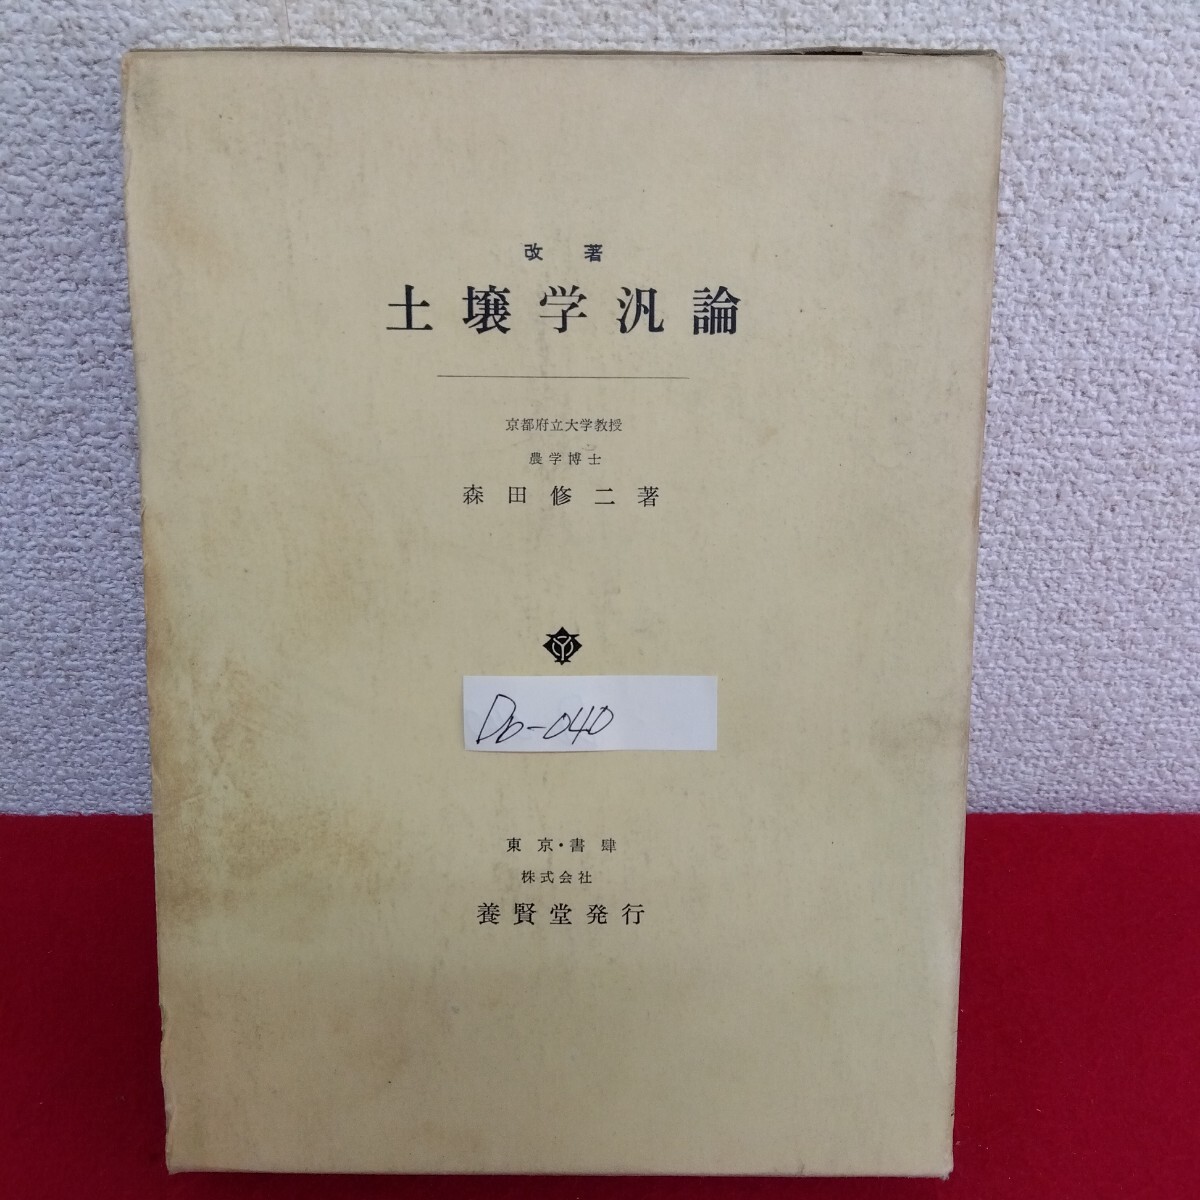 改著
土壌学汎論
京都府立大学教授
農学博士
森田修二著
Do-040
東京・書肆
株式会社
養賢堂発行